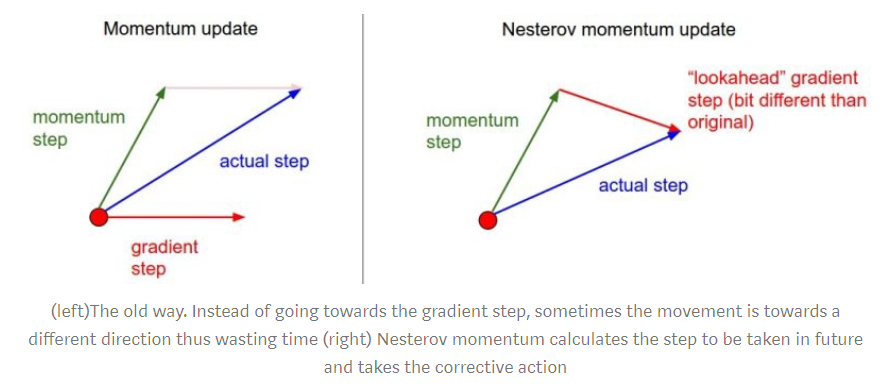 Momentum update
momentum
step
actual step
gradient
step
Nesterov momentum update
momentum
step
“lookahead” gradient
step (bit different than
original)
actual step
(left)The old way. Instead of going towards the gradient step, sometimes the movement is towards a
different direction thus wasting time (right) Nesterov momentum calculates the step to be taken in future
and takes the corrective action